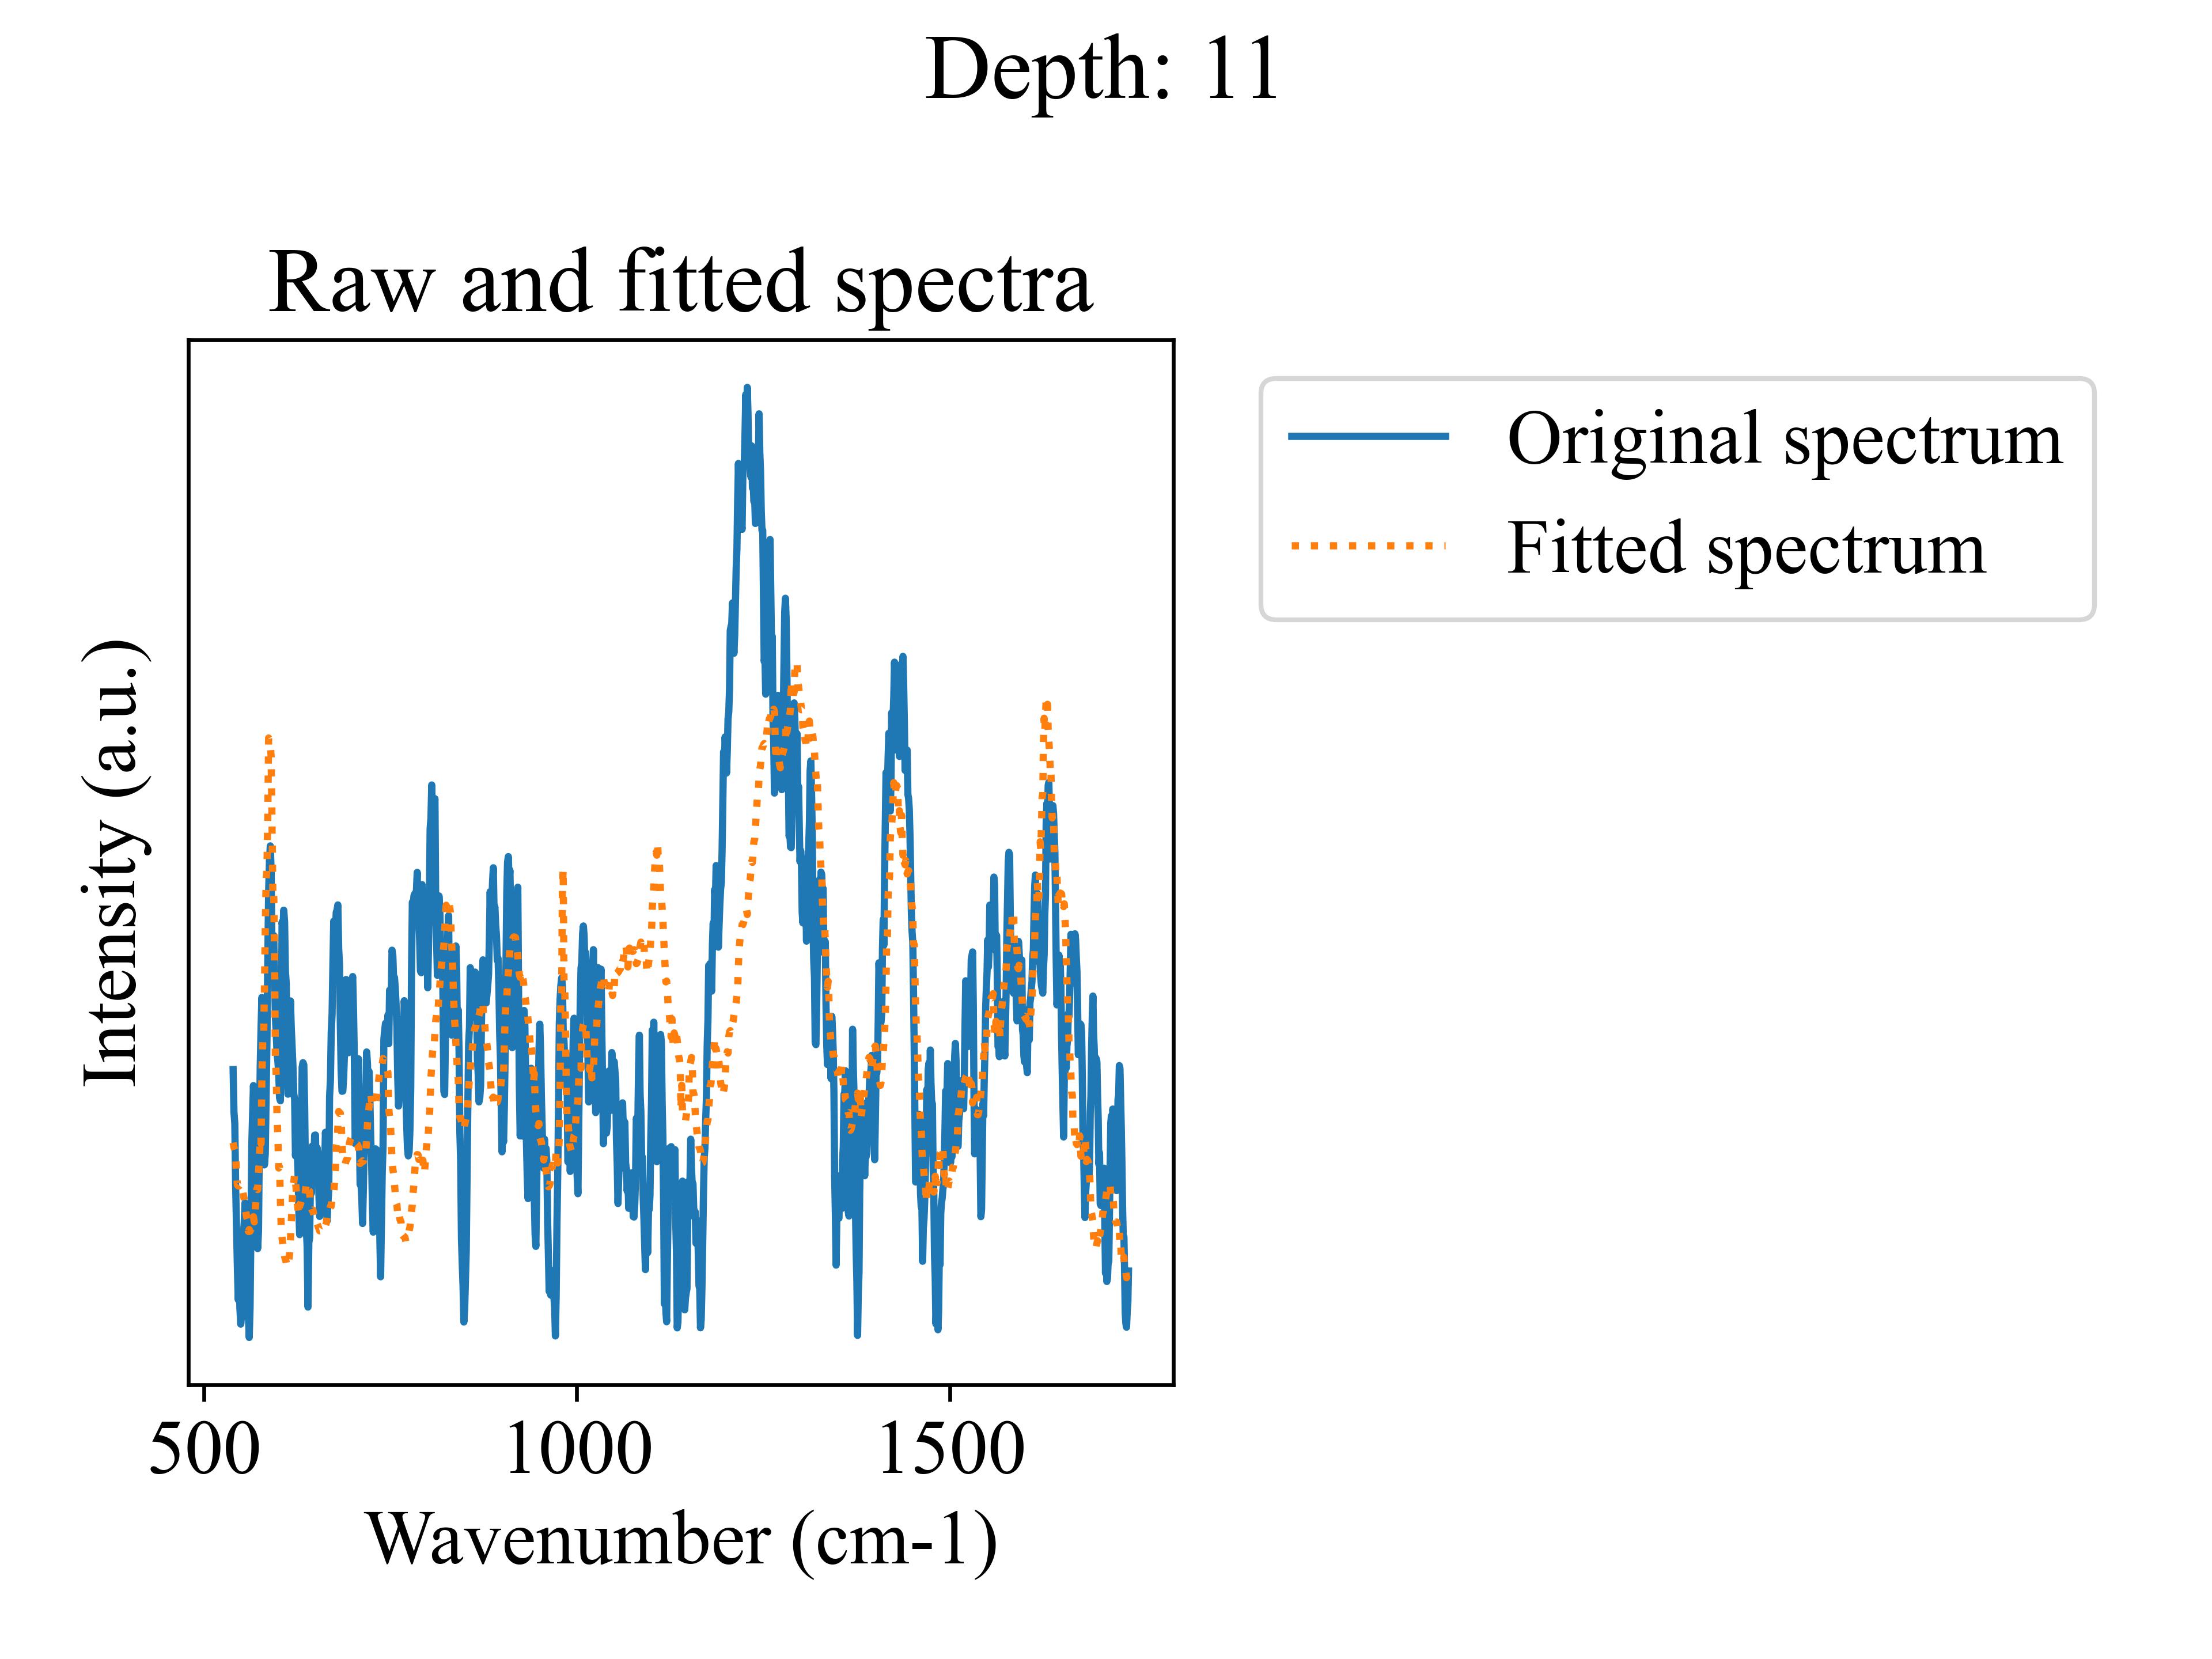 Depth: 11
Raw and fitted spectra
Original spectrum
Fitted spectrum
Intensity (a.u.)
500 1000 1500
Wavenumber (cm-1)